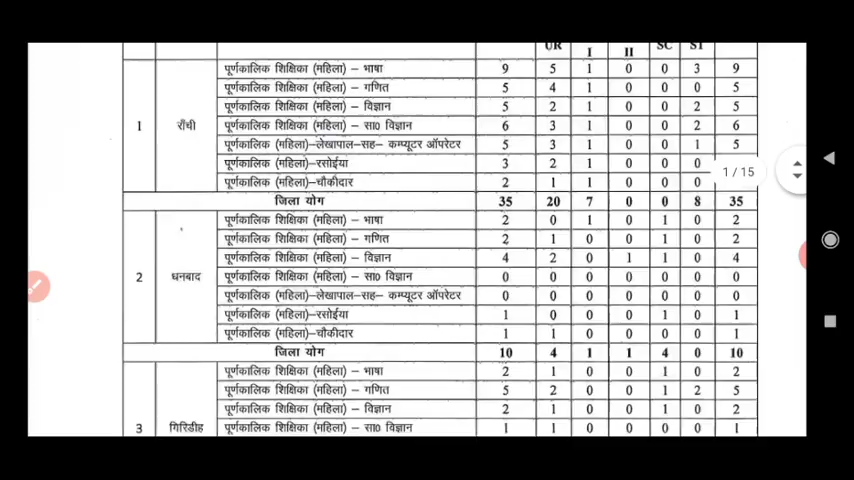 UR I II SC ST
पूर्णकालिक शिक्षिका (महिला) – भाषा 9 5 1 0 0 3 9
पूर्णकालिक शिक्षिका (महिला) – गणित 5 4 1 0 0 0 5
पूर्णकालिक शिक्षिका (महिला) – विज्ञान 5 2 1 0 0 2 5
1 राँची पूर्णकालिक शिक्षिका (महिला) – सा0 विज्ञान 6 3 1 0 0 2 6
पूर्णकालिक (महिला)–लेखापाल–सह– कम्प्यूटर ऑपरेटर 5 3 1 0 0 1 5
पूर्णकालिक (महिला)–रसोईया 3 2 1 0 0 0
पूर्णकालिक (महिला)–चौकीदार 2 1 1 0 0 0
1 / 15
जिला योग 35 20 7 0 0 8 35
पूर्णकालिक शिक्षिका (महिला) – भाषा 2 0 1 0 1 0 2
पूर्णकालिक शिक्षिका (महिला) – गणित 2 1 0 0 1 0 2
पूर्णकालिक शिक्षिका (महिला) – विज्ञान 4 2 0 1 1 0 4
2 धनबाद पूर्णकालिक शिक्षिका (महिला) – सा0 विज्ञान 0 0 0 0 0 0 0
पूर्णकालिक (महिला)–लेखापाल–सह– कम्प्यूटर ऑपरेटर 0 0 0 0 0 0 0
पूर्णकालिक (महिला)–रसोईया 1 0 0 0 1 0 1
पूर्णकालिक (महिला)–चौकीदार 1 1 0 0 0 0 1
जिला योग 10 4 1 1 4 0 10
पूर्णकालिक शिक्षिका (महिला) – भाषा 2 1 0 0 1 0 2
पूर्णकालिक शिक्षिका (महिला) – गणित 5 2 0 0 1 2 5
पूर्णकालिक शिक्षिका (महिला) – विज्ञान 2 1 0 0 1 0 2
3 गिरिडीह पूर्णकालिक शिक्षिका (महिला) – सा0 विज्ञान 1 1 0 0 0 0 1